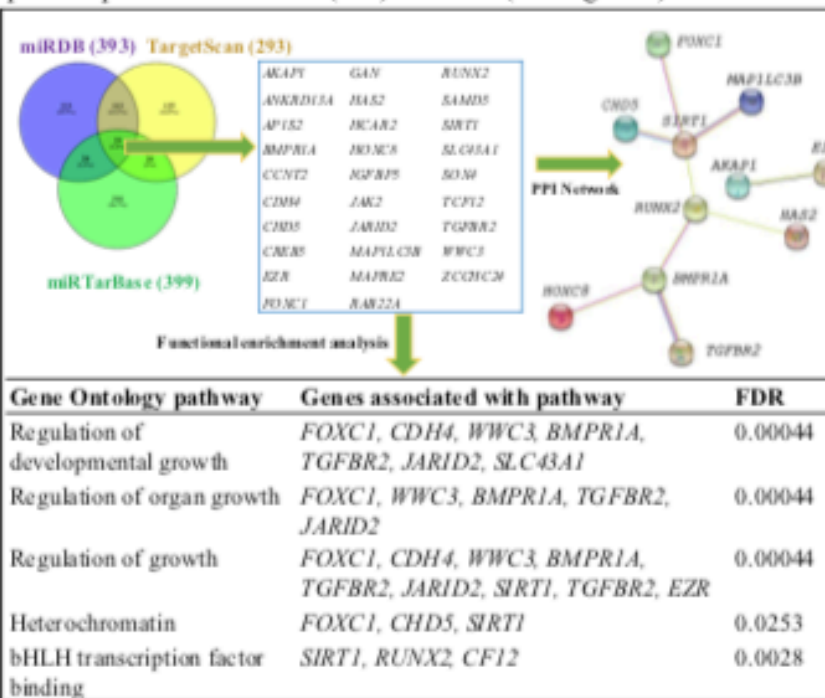 miRDB (393) TargetScan (293)
miRTarBase (399)
AKAP1 GAN RUNX2
ANKRD13A HAS2 SAMD5
AP1S2 HCAR2 SIRT1
BMPR1A HOXC8 SLC43A1
CCNT2 IGFBP5
CDH4 JAK2 TCF12
CHD5 JARID2 TGFBR2
CREB5 MAP1LC3B WWC3
EZR MAPRE2
FOXC1 RAB22A
PPI Network
FOXC1
MAP1LC3B
CHD5
SIRT1
AKAP1
RUNX2
HAS2
BMPR1A
HOXC8
TGFBR2
Functional enrichment analysis
Gene Ontology pathway Genes associated with pathway FDR
Regulation of FOXC1, CDH4, WWC3, BMPR1A, 0.00044
developmental growth TGFBR2, JARID2, SLC43A1
Regulation of organ growth FOXC1, WWC3, BMPR1A, TGFBR2, 0.00044
JARID2
Regulation of growth FOXC1, CDH4, WWC3, BMPR1A, 0.00044
TGFBR2, JARID2, SIRT1, TGFBR2, EZR
Heterochromatin FOXC1, CHD5, SIRT1 0.0253
bHLH transcription factor SIRT1, RUNX2, CF12 0.0028
binding